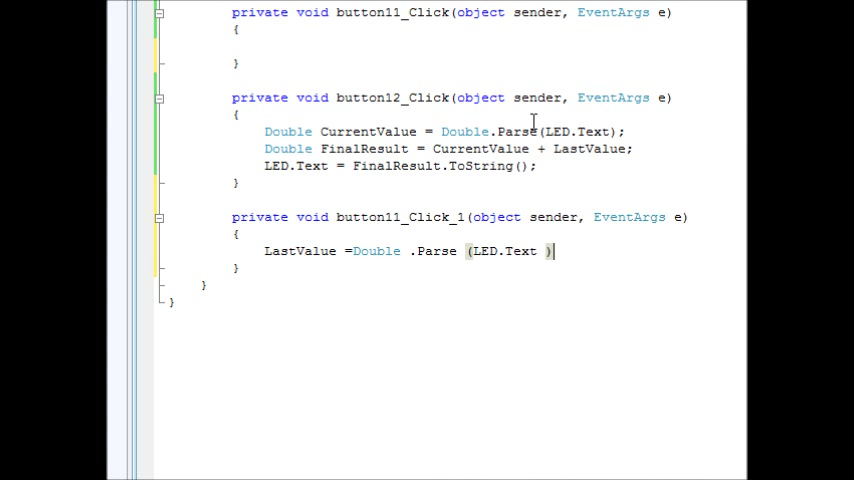 private void button11_Click(object sender, EventArgs e)
{
}
private void button12_Click(object sender, EventArgs e)
{
Double CurrentValue = Double.Parse(LED.Text);
Double FinalResult = CurrentValue + LastValue;
LED.Text = FinalResult.ToString();
}
private void button11_Click_1(object sender, EventArgs e)
{
LastValue =Double .Parse (LED.Text )
}
}
}